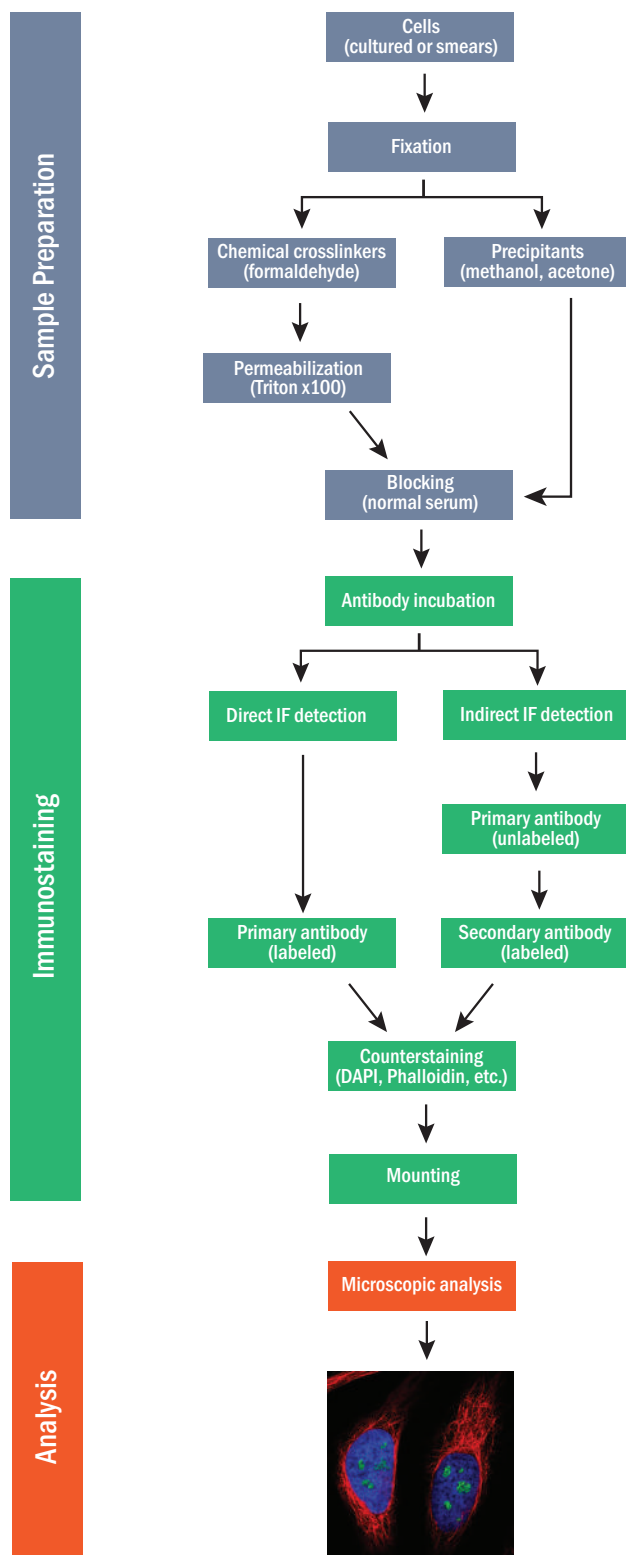 Sample Preparation
Cells
(cultured or smears)
Fixation
Chemical crosslinkers
(formaldehyde)
Precipitants
(methanol, acetone)
Permeabilization
(Triton x100)
Blocking
(normal serum)
Immunostaining
Antibody incubation
Direct IF detection
Indirect IF detection
Primary antibody
(unlabeled)
Primary antibody
(labeled)
Secondary antibody
(labeled)
Counterstaining
(DAPI, Phalloidin, etc.)
Mounting
Analysis
Microscopic analysis